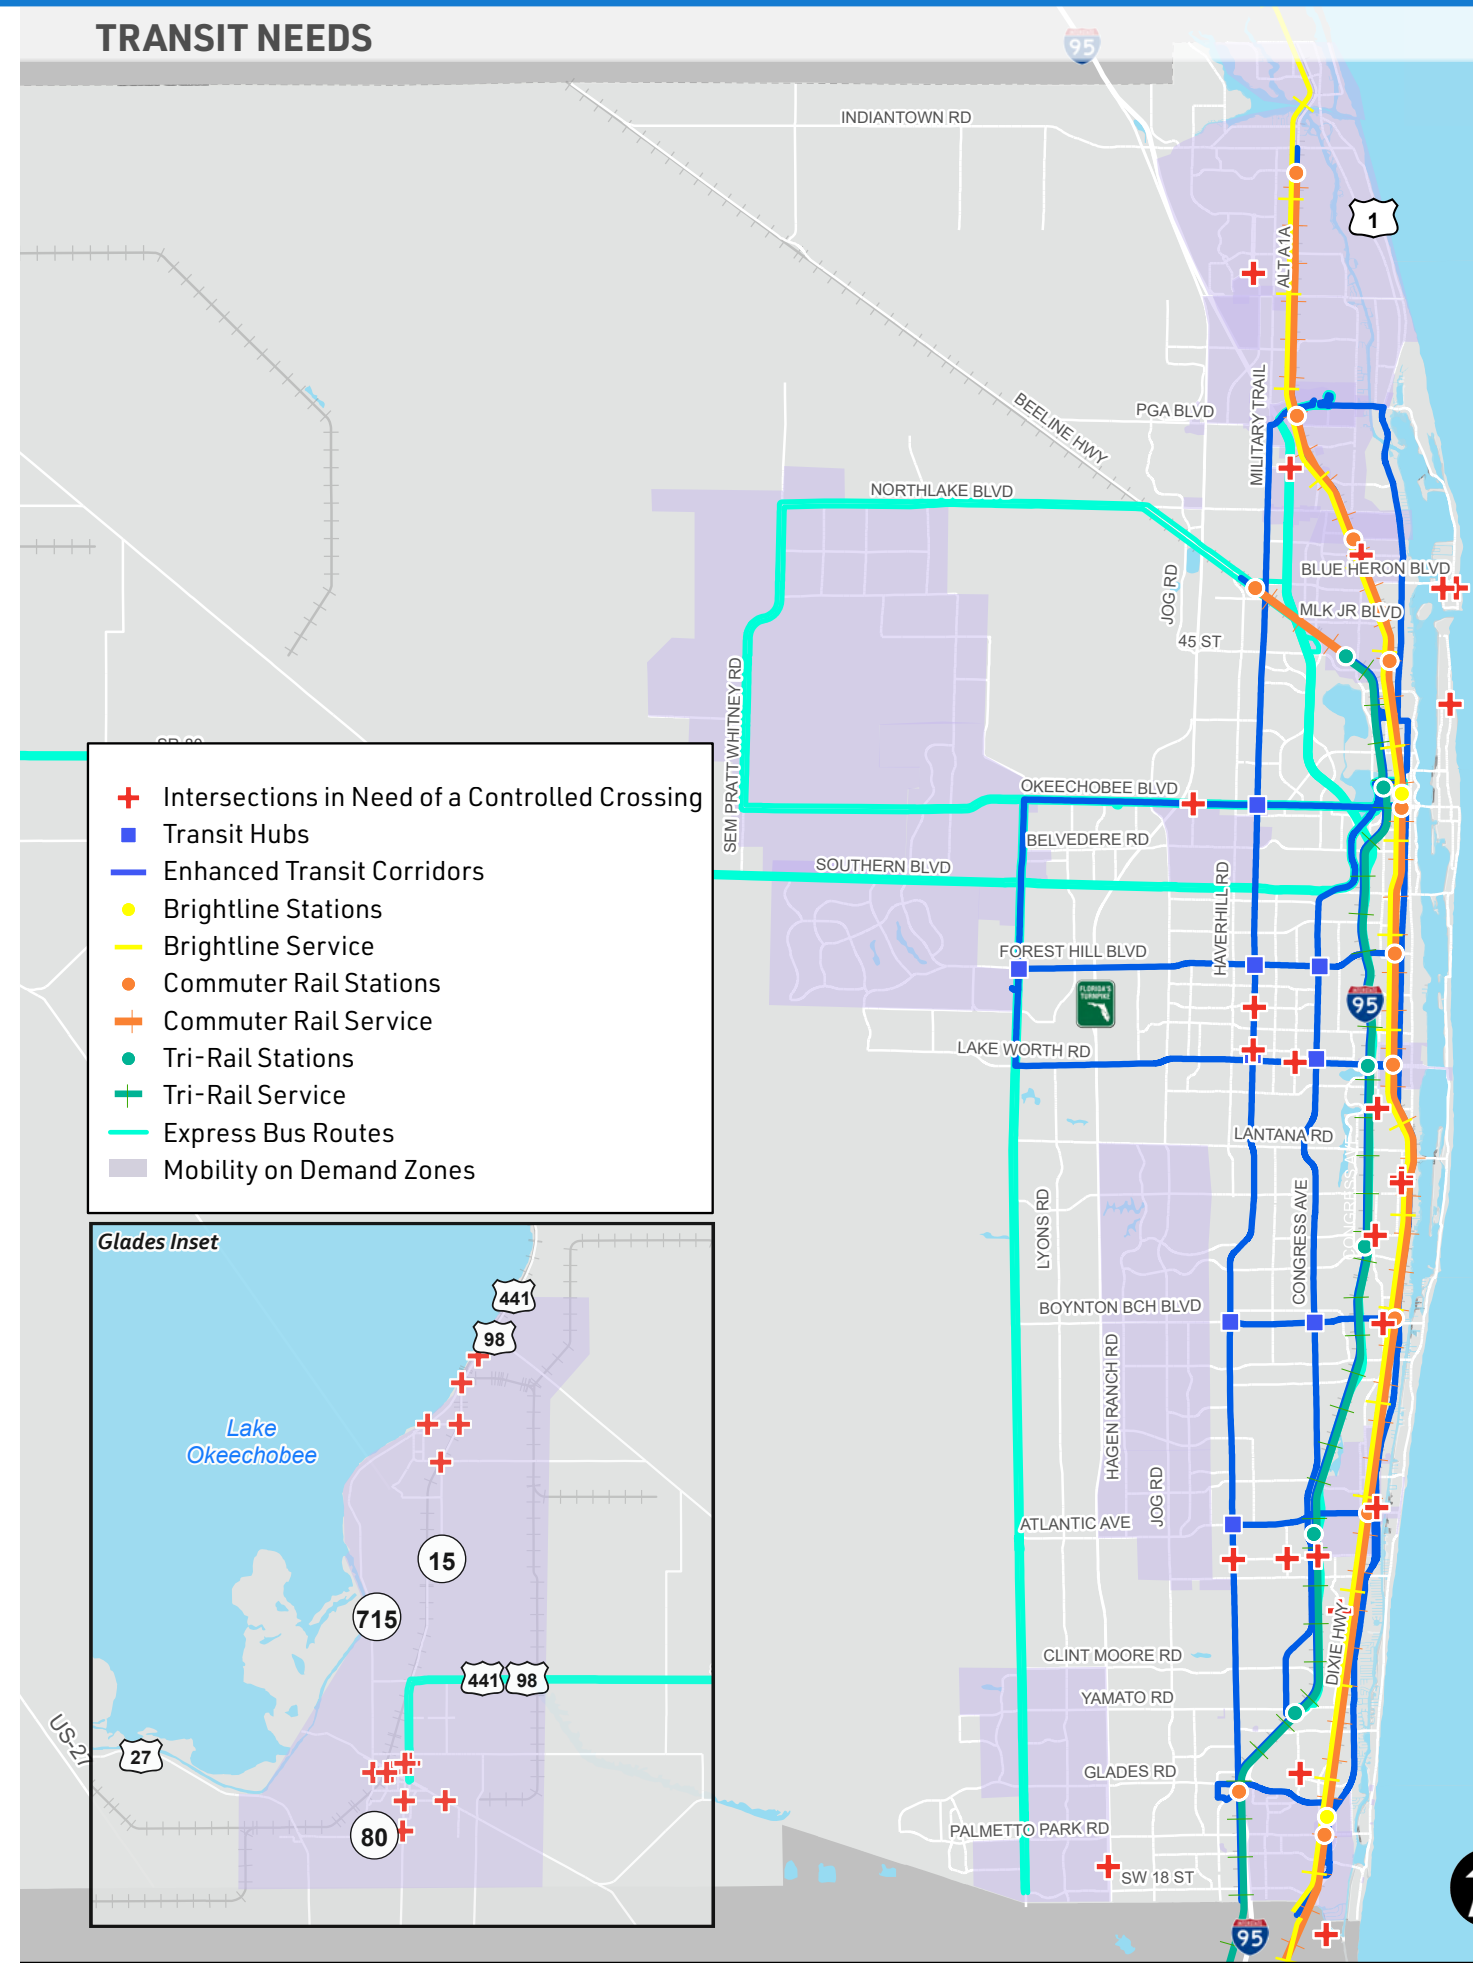 TRANSIT NEEDS
95
INDIANTOWN RD
1
ALT A1A
MILITARY TRAIL
PGA BLVD
BEELINE HWY
NORTHLAKE BLVD
JOG RD
BLUE HERON BLVD
MLK JR BLVD
45 ST
SEM PRATT WHITNEY RD
SR 80
OKEECHOBEE BLVD
BELVEDERE RD
SOUTHERN BLVD
HAVERHILL RD
FOREST HILL BLVD
FLORIDA'S
TURNPIKE
95
LAKE WORTH RD
LANTANA RD
CONGRESS AVE
LYONS RD
CONGRESS AVE
BOYNTON BCH BLVD
HAGEN RANCH RD
JOG RD
ATLANTIC AVE
DIXIE HWY
CLINT MOORE RD
YAMATO RD
GLADES RD
PALMETTO PARK RD
SW 18 ST
95
Intersections in Need of a Controlled Crossing
Transit Hubs
Enhanced Transit Corridors
Brightline Stations
Brightline Service
Commuter Rail Stations
Commuter Rail Service
Tri-Rail Stations
Tri-Rail Service
Express Bus Routes
Mobility on Demand Zones
Glades Inset
441
98
Lake
Okeechobee
15
715
441
98
US-27
27
80